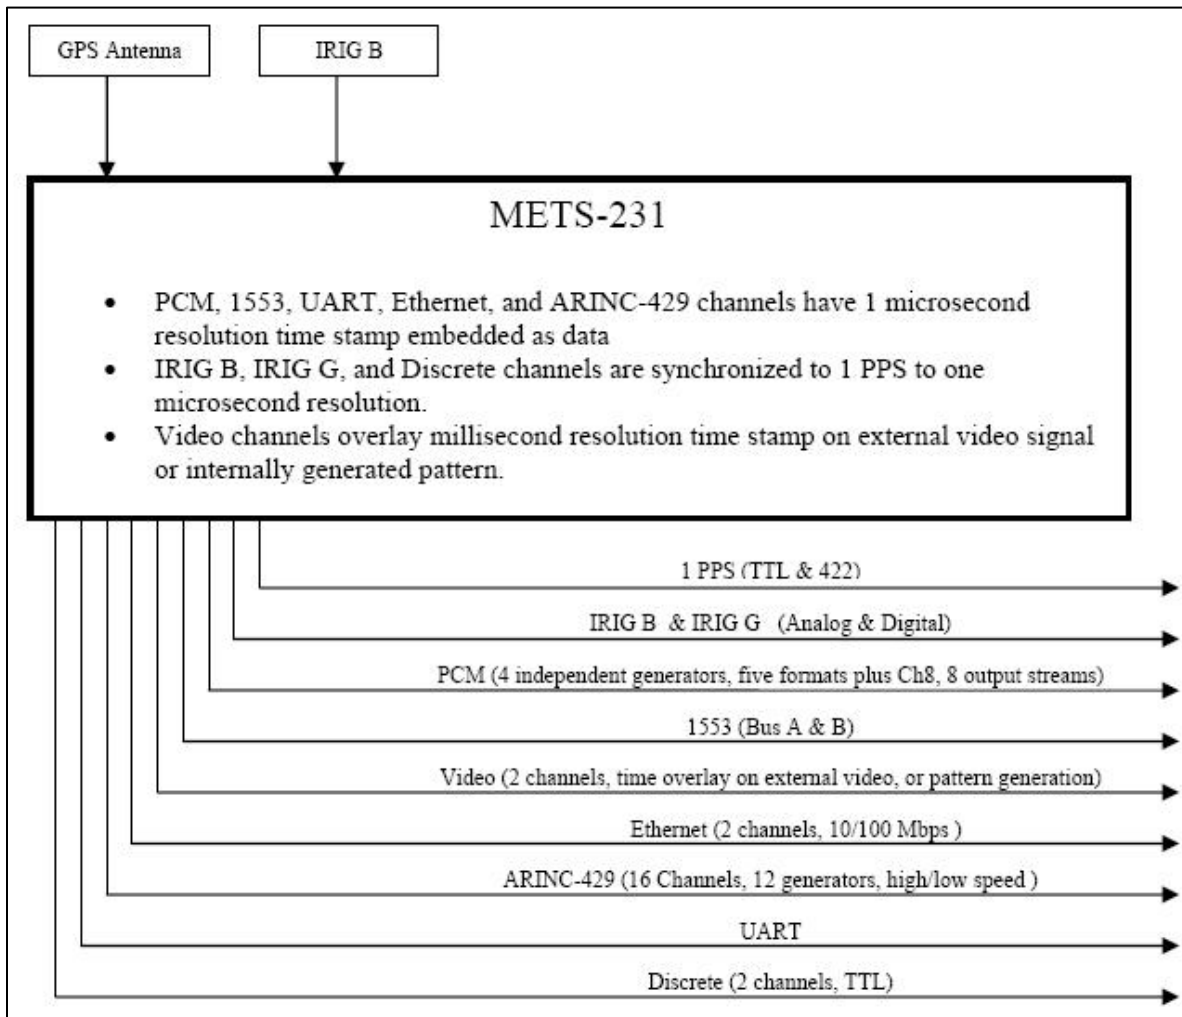 GPS Antenna
IRIG B
METS-231
• PCM, 1553, UART, Ethernet, and ARINC-429 channels have 1 microsecond
resolution time stamp embedded as data
• IRIG B, IRIG G, and Discrete channels are synchronized to 1 PPS to one
microsecond resolution.
• Video channels overlay millisecond resolution time stamp on external video signal
or internally generated pattern.
1 PPS (TTL & 422)
IRIG B & IRIG G (Analog & Digital)
PCM (4 independent generators, five formats plus Ch8, 8 output streams)
1553 (Bus A & B)
Video (2 channels, time overlay on external video, or pattern generation)
Ethernet (2 channels, 10/100 Mbps )
ARINC-429 (16 Channels, 12 generators, high/low speed )
UART
Discrete (2 channels, TTL)